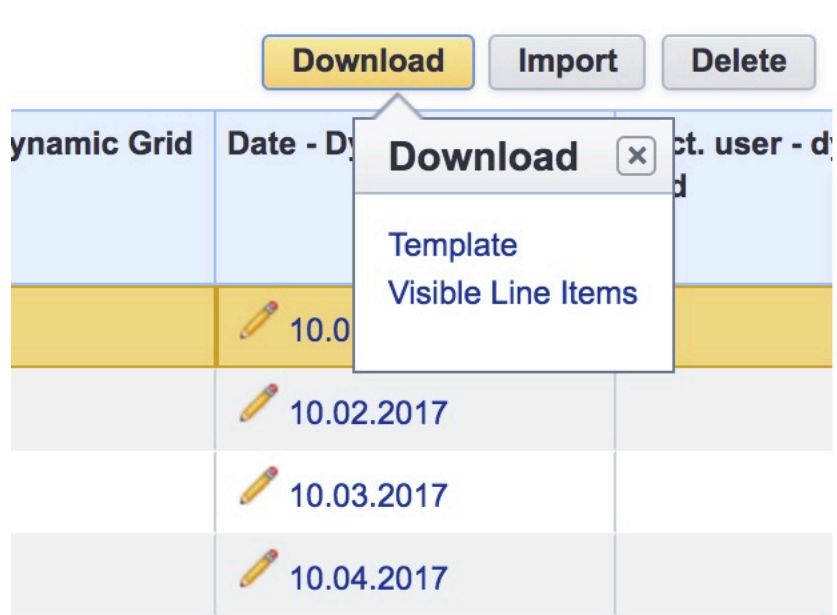 Download Import Delete
ynamic Grid
Date - Dy
ct. user - d
d
Download
Template
Visible Line Items
10.0
10.02.2017
10.03.2017
10.04.2017